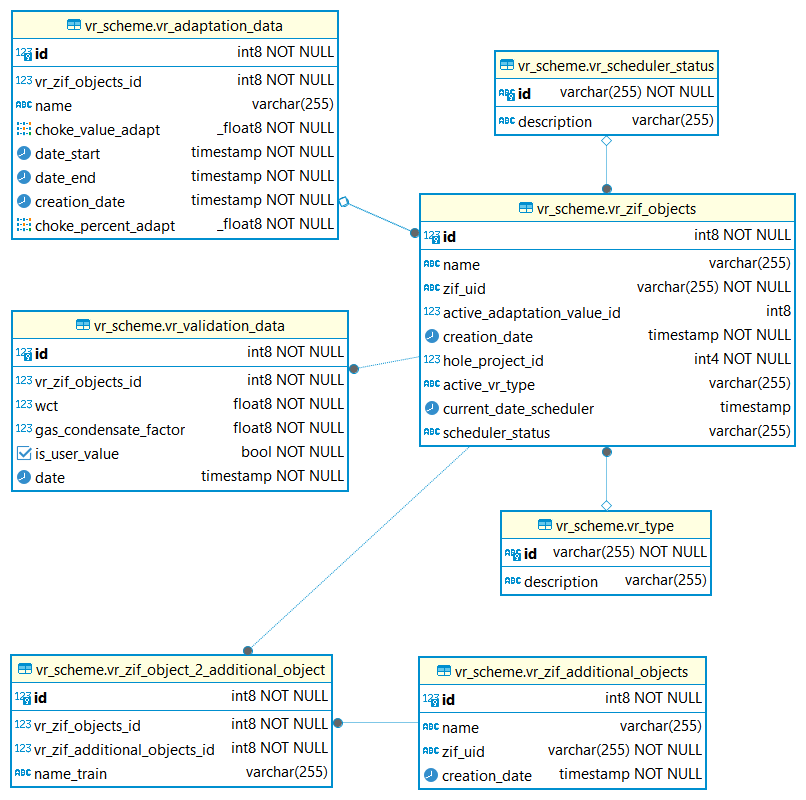 vr_scheme.vr_adaptation_data
123 id int8 NOT NULL
123 vr_zif_objects_id int8 NOT NULL
ABC name varchar(255)
choke_value_adapt _float8 NOT NULL
date_start timestamp NOT NULL
date_end timestamp NOT NULL
creation_date timestamp NOT NULL
choke_percent_adapt _float8 NOT NULL
vr_scheme.vr_scheduler_status
ABC id varchar(255) NOT NULL
ABC description varchar(255)
vr_scheme.vr_zif_objects
123 id int8 NOT NULL
ABC name varchar(255)
ABC zif_uid varchar(255) NOT NULL
123 active_adaptation_value_id int8
creation_date timestamp NOT NULL
123 hole_project_id int4 NOT NULL
ABC active_vr_type varchar(255)
current_date_scheduler timestamp
ABC scheduler_status varchar(255)
vr_scheme.vr_validation_data
123 id int8 NOT NULL
123 vr_zif_objects_id int8 NOT NULL
123 wct float8 NOT NULL
123 gas_condensate_factor float8 NOT NULL
is_user_value bool NOT NULL
date timestamp NOT NULL
vr_scheme.vr_type
ABC id varchar(255) NOT NULL
ABC description varchar(255)
vr_scheme.vr_zif_object_2_additional_object
123 id int8 NOT NULL
123 vr_zif_objects_id int8 NOT NULL
123 vr_zif_additional_objects_id int8 NOT NULL
ABC name_train varchar(255)
vr_scheme.vr_zif_additional_objects
123 id int8 NOT NULL
ABC name varchar(255)
ABC zif_uid varchar(255) NOT NULL
creation_date timestamp NOT NULL